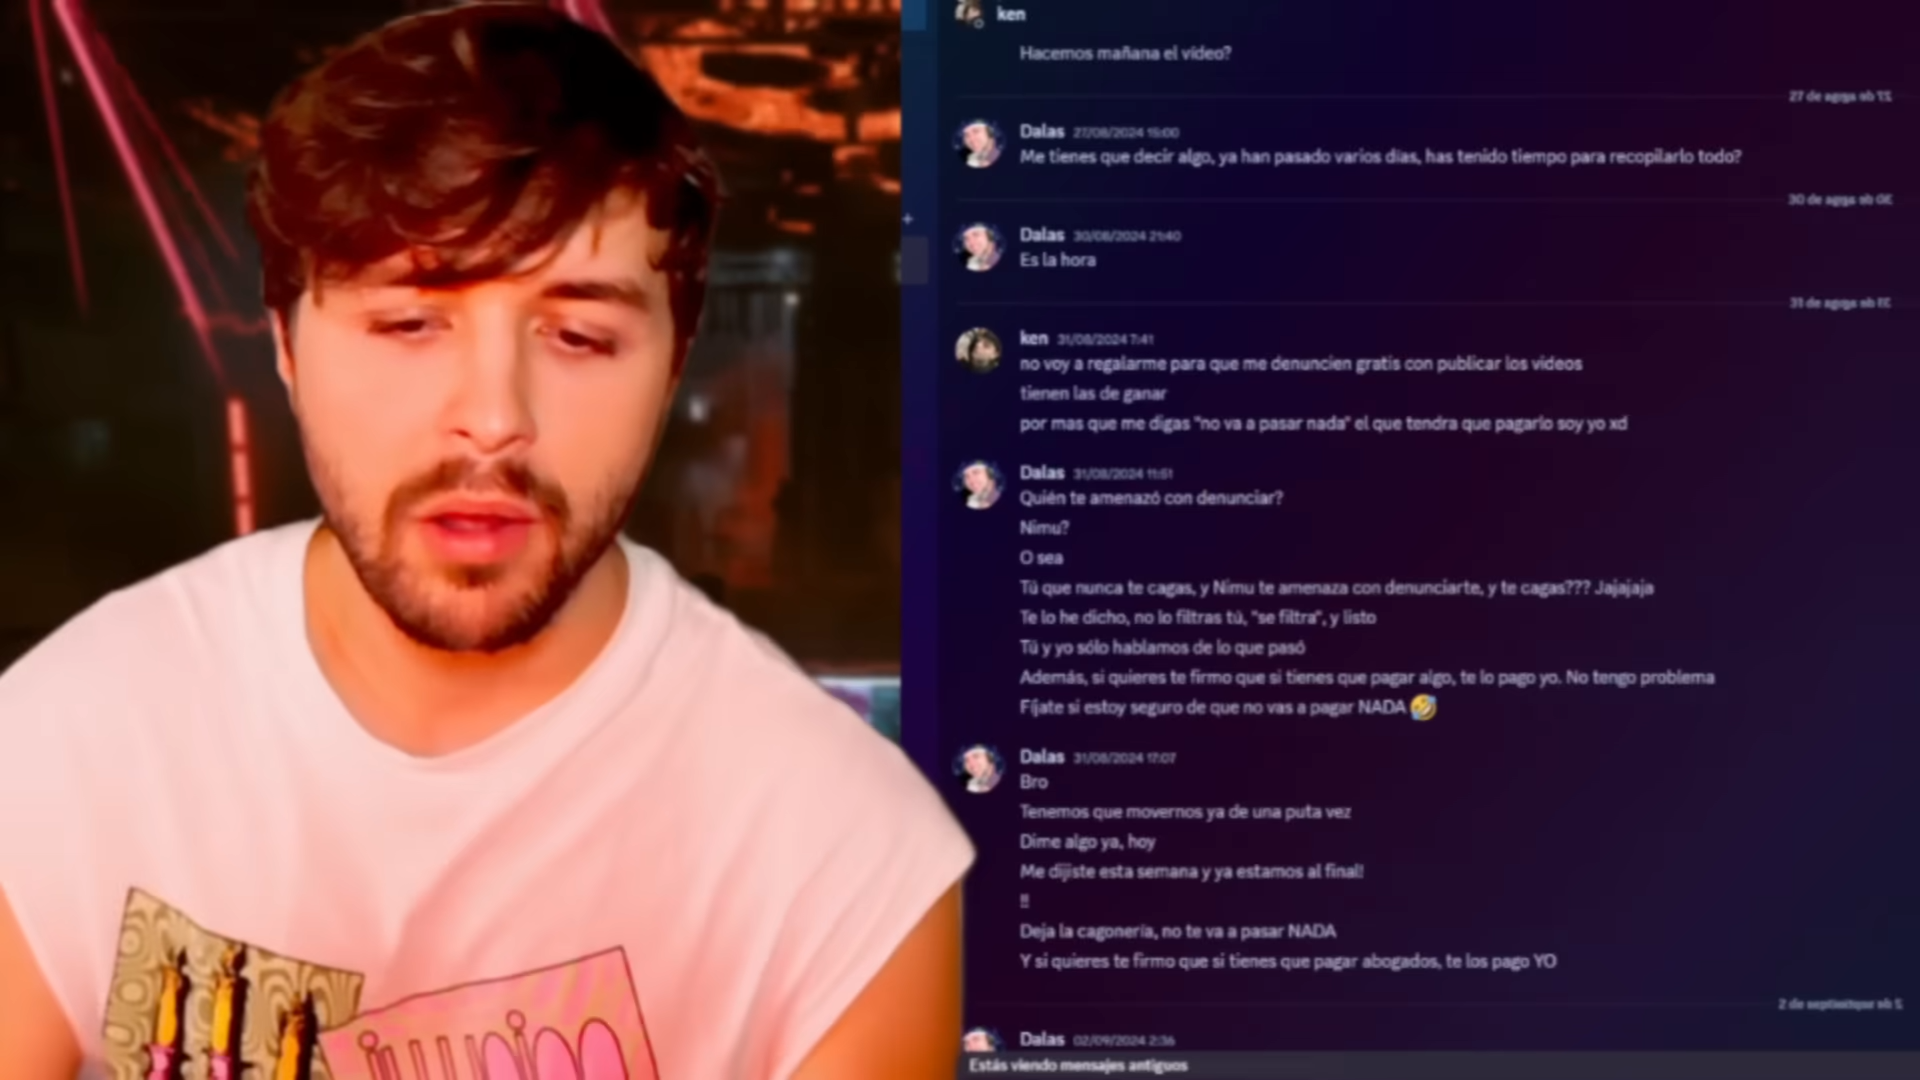 ken
Hacemos mañana el vídeo?
27 de
Dalas 27/08/2024 15:00
Me tienes que decir algo, ya han pasado varios días, has tenido tiempo para recopilarlo todo?
30 de
Dalas 30/08/2024 21:40
Es la hora
31 de
ken 31/08/2024 7:41
no voy a regalarme para que me denuncien gratis con publicar los videos
tienen las de ganar
por mas que me digas "no va a pasar nada" el que tendra que pagarlo soy yo xd
Dalas 31/08/2024 11:51
Quién te amenazó con denunciar?
Nimu?
O sea
Tú que nunca te cagas, y Nimu te amenaza con denunciarte, y te cagas??? Jajajaja
Te lo he dicho, no lo filtras tú, "se filtra", y listo
Tú y yo sólo hablamos de lo que pasó
Además, si quieres te firmo que si tienes que pagar algo, te lo pago yo. No tengo problema
Fíjate si estoy seguro de que no vas a pagar NADA 🤣
Dalas 31/08/2024 17:07
Bro
Tenemos que movernos ya de una puta vez
Dime algo ya, hoy
Me dijiste esta semana y ya estamos al final!
!!
Deja la cagonería, no te va a pasar NADA
Y si quieres te firmo que si tienes que pagar abogados, te los pago YO
2 de
Dalas 02/09/2024 2:36
Estás viendo mensajes antiguos